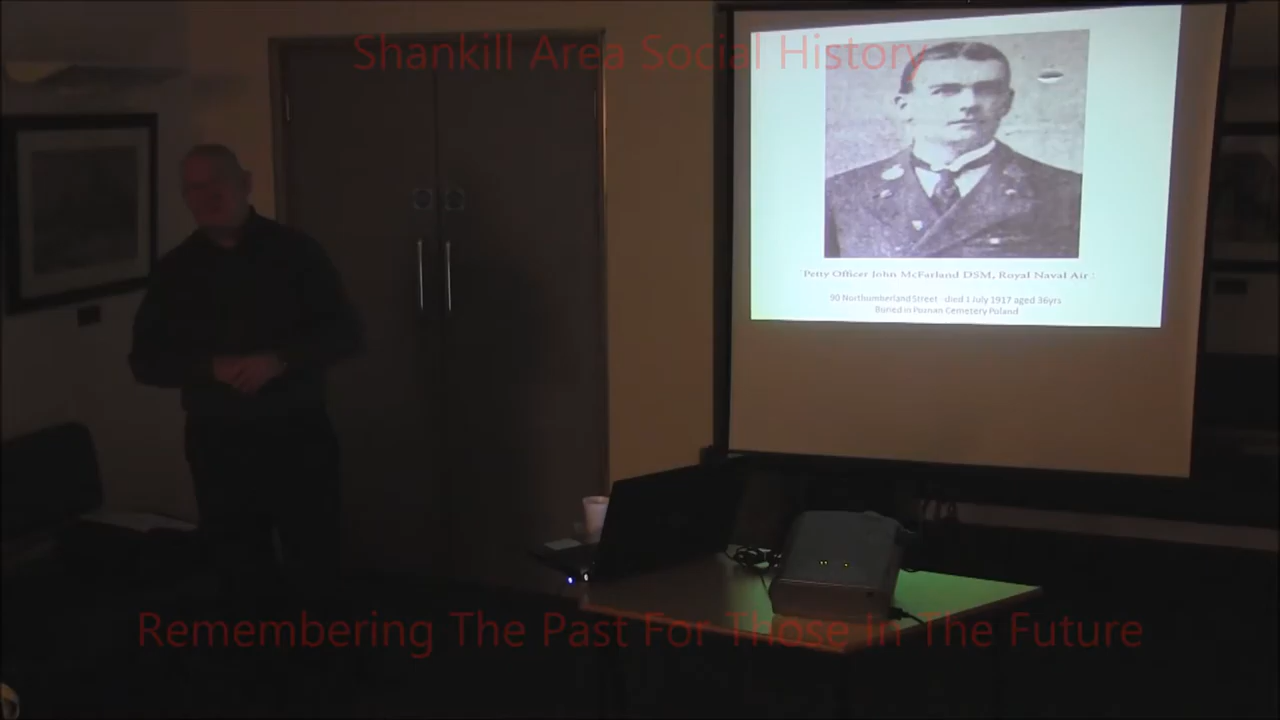 Shankill Area Social History
Petty Officer John McFarland DSM, Royal Naval Air
90 Northumberland Street died 1 July 1917 aged 36yrs
Buried in Poznan Cemetery Poland
Remembering The Past For Those In The Future